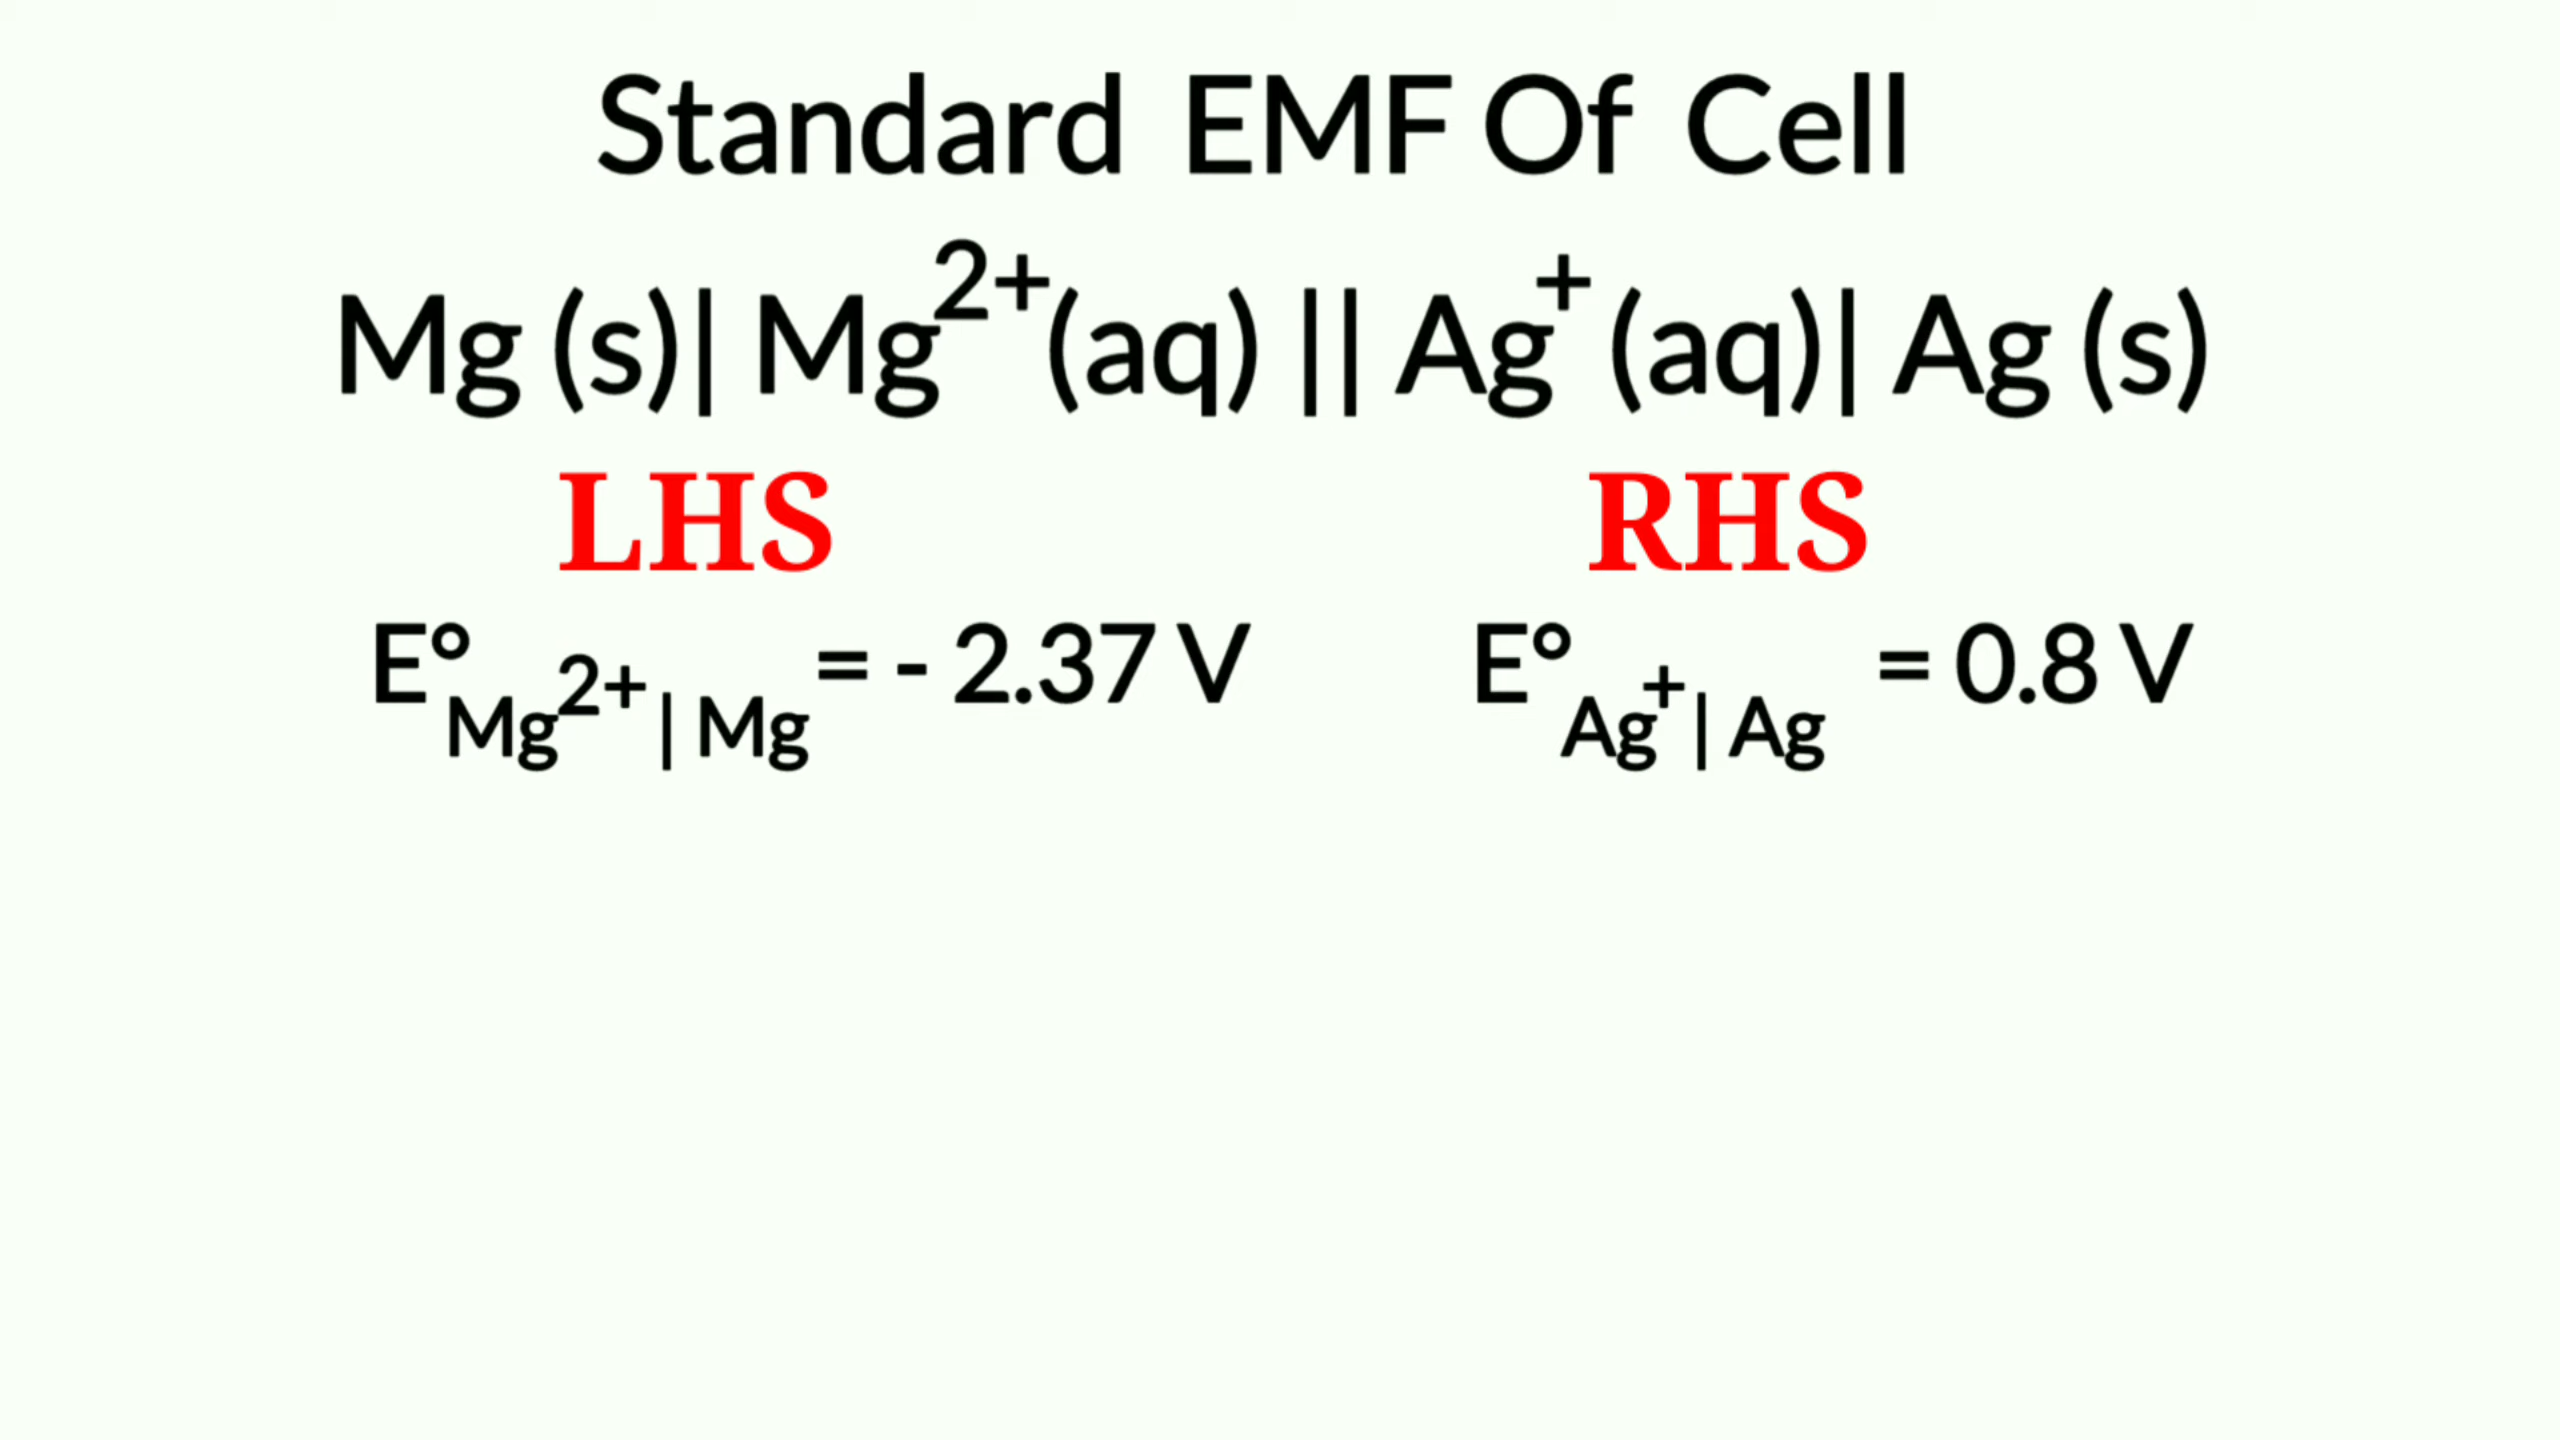 Standard EMF Of Cell
Mg (s)| Mg²⁺(aq) || Ag⁺(aq)| Ag (s)
LHS RHS
E°Mg²⁺| Mg = - 2.37 V E°Ag⁺| Ag = 0.8 V